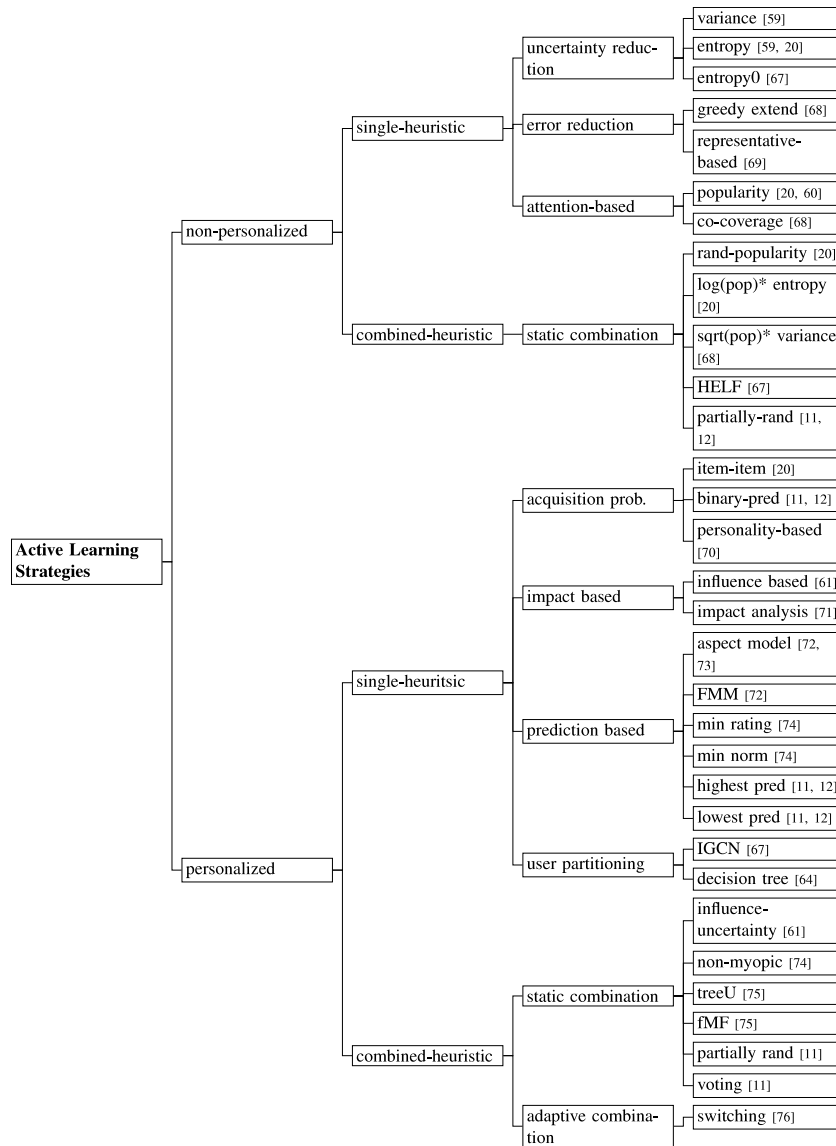 variance [59]
uncertainty reduc-
tion
entropy [59, 20]
entropy0 [67]
single-heuristic
error reduction
greedy extend [68]
representative-
based [69]
attention-based
popularity [20, 60]
co-coverage [68]
non-personalized
rand-popularity [20]
log(pop)* entropy
[20]
combined-heuristic
static combination
sqrt(pop)* variance
[68]
HELF [67]
partially-rand [11,
12]
Active Learning
Strategies
item-item [20]
acquisition prob.
binary-pred [11, 12]
personality-based
[70]
impact based
influence based [61]
impact analysis [71]
single-heuritsic
aspect model [72,
73]
FMM [72]
prediction based
min rating [74]
min norm [74]
highest pred [11, 12]
lowest pred [11, 12]
personalized
user partitioning
IGCN [67]
decision tree [64]
influence-
uncertainty [61]
non-myopic [74]
static combination
treeU [75]
fMF [75]
combined-heuristic
partially rand [11]
voting [11]
adaptive combina-
tion
switching [76]